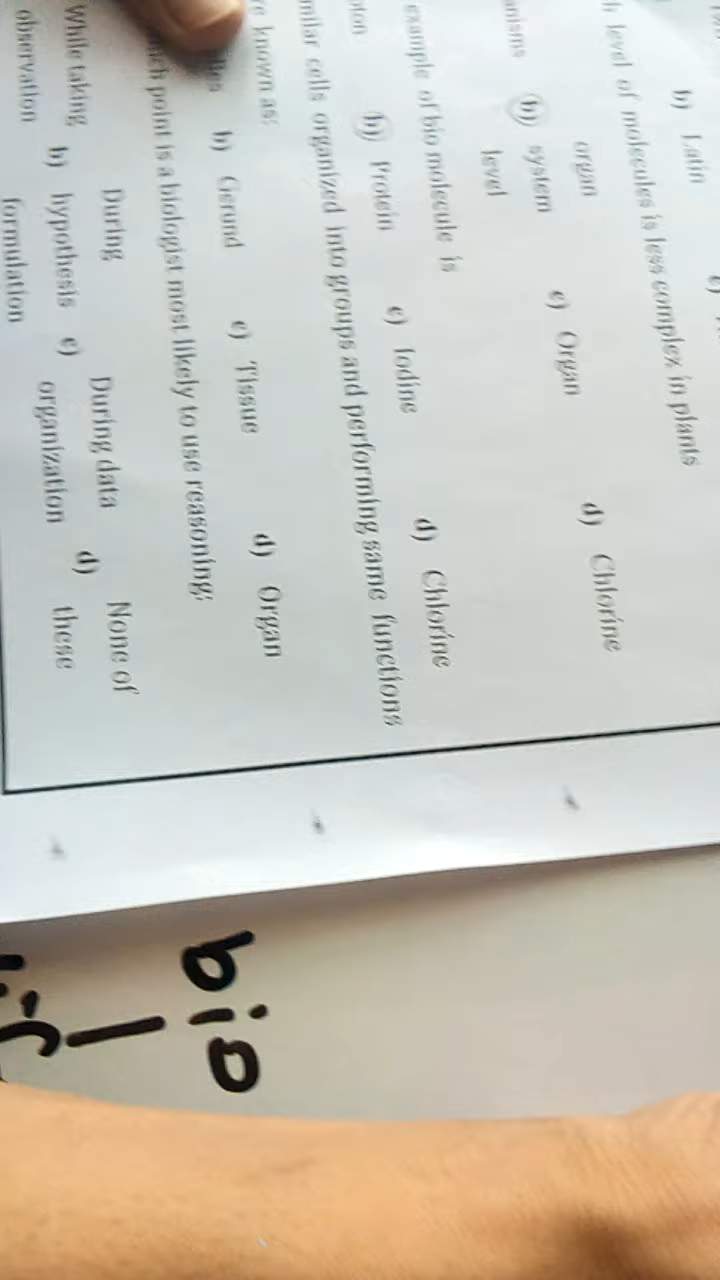 b) Latin
level of molecules is less complex in plants
organ
b) system c) Organ d) Chlorine
level
example of bio molecule is
b) Protein c) Iodine d) Chlorine
cells organized into groups and performing same functions
known as:
b) Gerund c) Tissue d) Organ
point is a biologist most likely to use reasoning:
During During data None of
While taking b) hypothesis c) organization d) these
observation formulation
bio